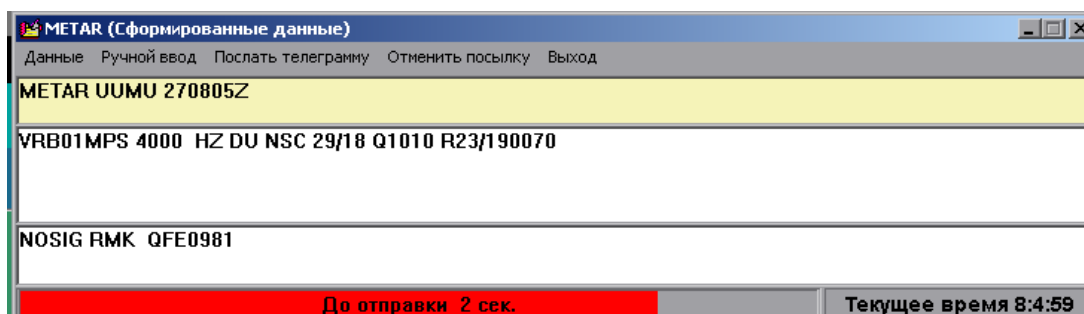 METAR (Сформированные данные)
Данные Ручной ввод Послать телеграмму Отменить посылку Выход
METAR UUMU 270805Z
VRB01MPS 4000  HZ DU NSC 29/18 Q1010 R23/190070
NOSIG RMK  QFE0981
До отправки  2 сек. Текущее время 8:4:59